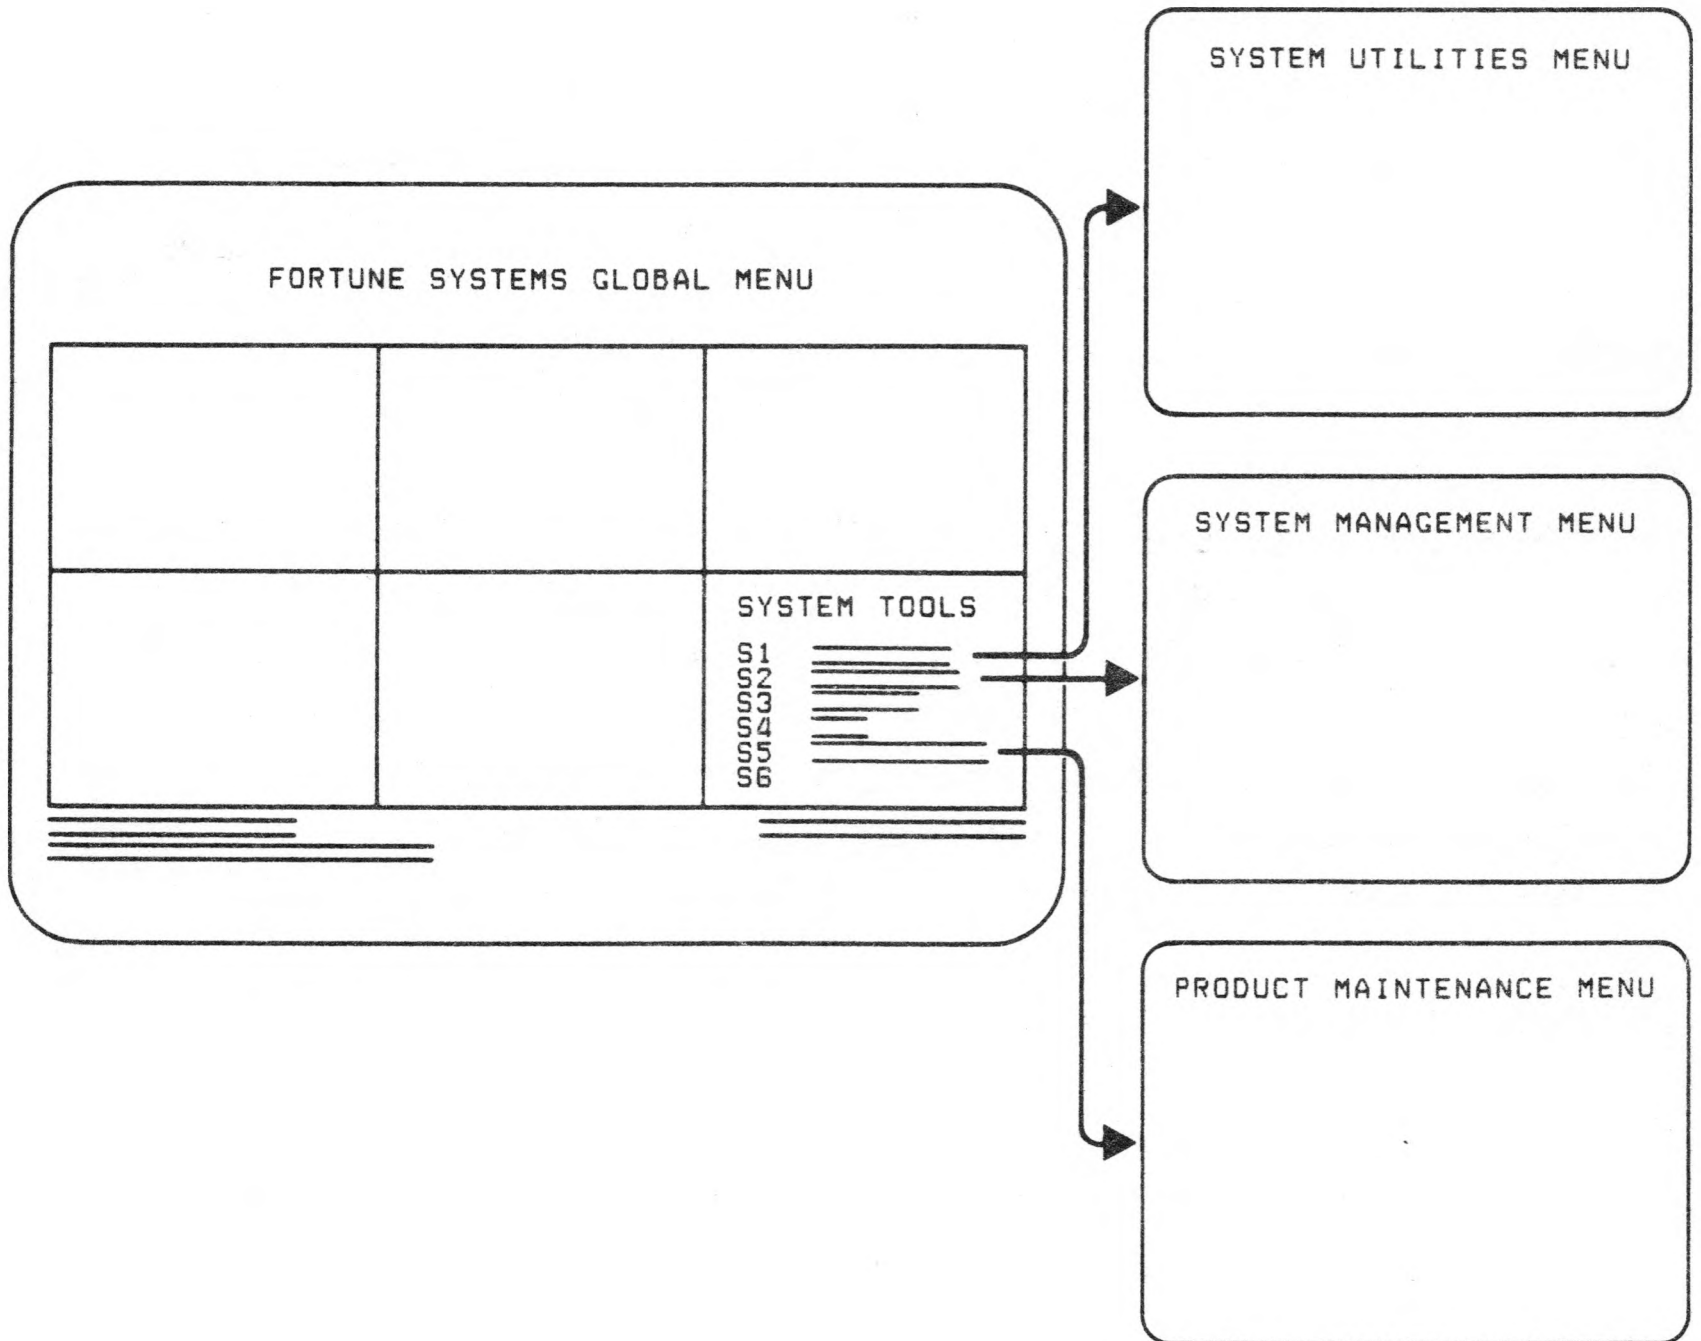 FORTUNE SYSTEMS GLOBAL MENU
SYSTEM TOOLS
S1
S2
S3
S4
S5
S6
SYSTEM UTILITIES MENU
SYSTEM MANAGEMENT MENU
PRODUCT MAINTENANCE MENU